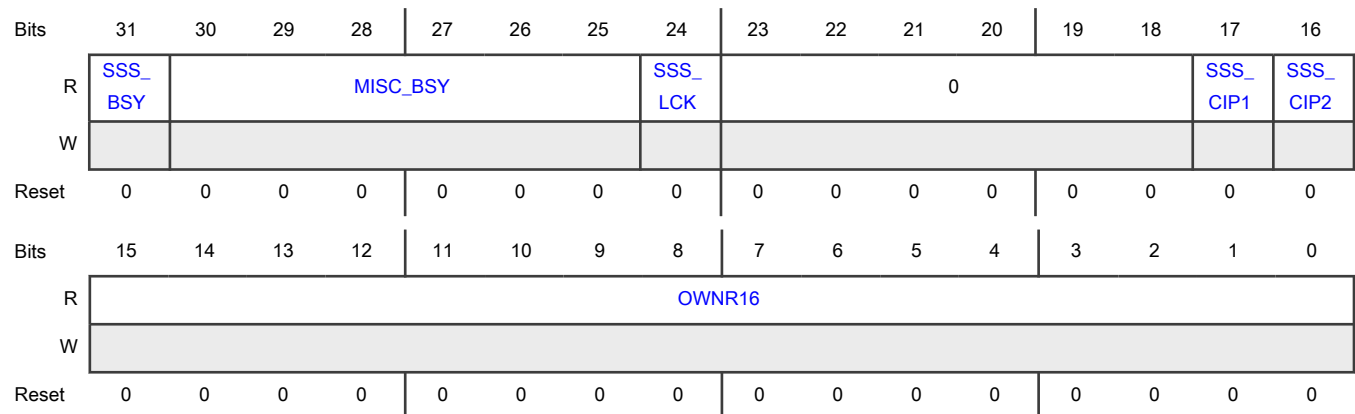 Bits 31 30 29 28 27 26 25 24 23 22 21 20 19 18 17 16
R SSS_ BSY MISC_BSY SSS_ LCK 0 SSS_ CIP1 SSS_ CIP2
W
Reset 0 0 0 0 0 0 0 0 0 0 0 0 0 0 0 0
Bits 15 14 13 12 11 10 9 8 7 6 5 4 3 2 1 0
R OWNR16
W
Reset 0 0 0 0 0 0 0 0 0 0 0 0 0 0 0 0